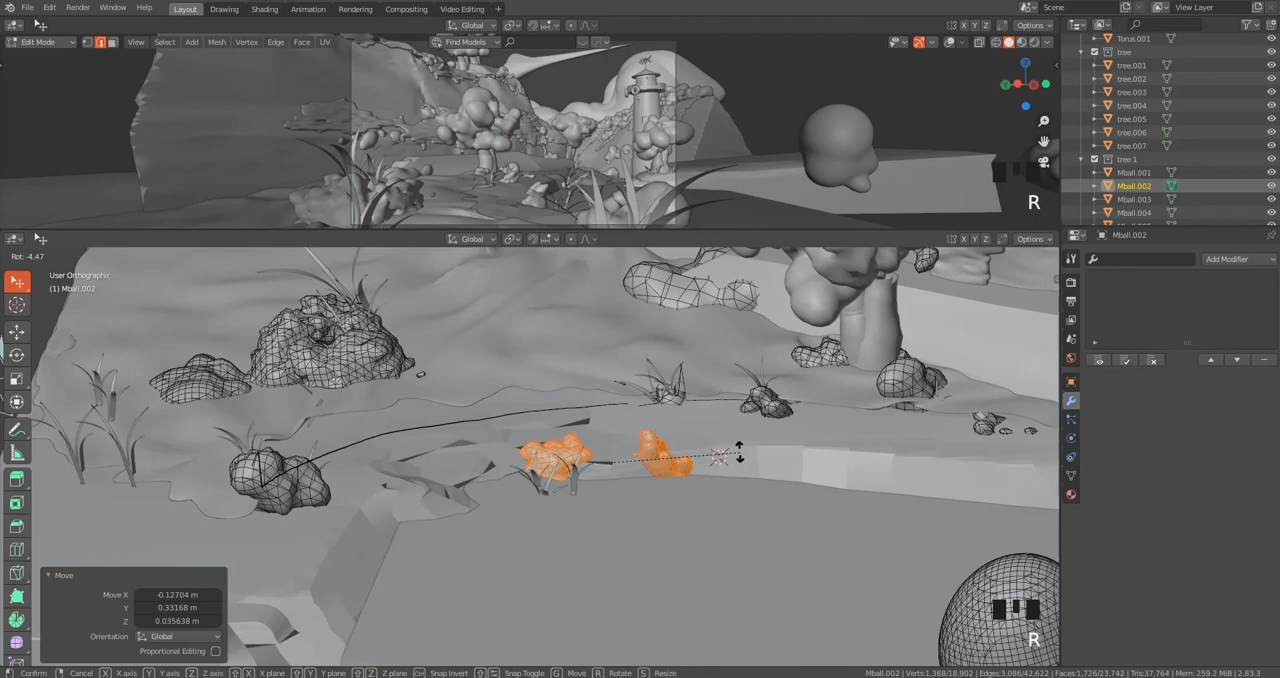 File Edit Render Window Help Layout Drawing Shading Animation Rendering Compositing Video Editing + Scene View Layer
Global X Y Z Options
Edit Mode View Select Add Mesh Vertex Edge Face UV Find Models
Torus.001
tree
tree.001
tree.002
tree.003
tree.004
tree.005
tree.006
tree.007
tree 1
Mball.001
Mball.002
Mball.003
Mball.004
Z
Y
X
R
Global X Y Z Options
Mball.002
Add Modifier
Rot: -4.47
User Orthographic
(1) Mball.002
Move
Move X -0.12704 m
Y 0.33168 m
Z 0.035638 m
Orientation Global
Proportional Editing
R
Confirm Cancel X X axis Y Y axis Z Z axis X X plane Y Y plane Z Z plane Snap Invert Snap Toggle G Move R Rotate S Resize Mball.002 | Verts:1,368/18,902 | Edges:3,086/42,622 | Faces:1,726/23,742 | Tris:37,764 | Mem: 259.2 MiB | 2.83.3